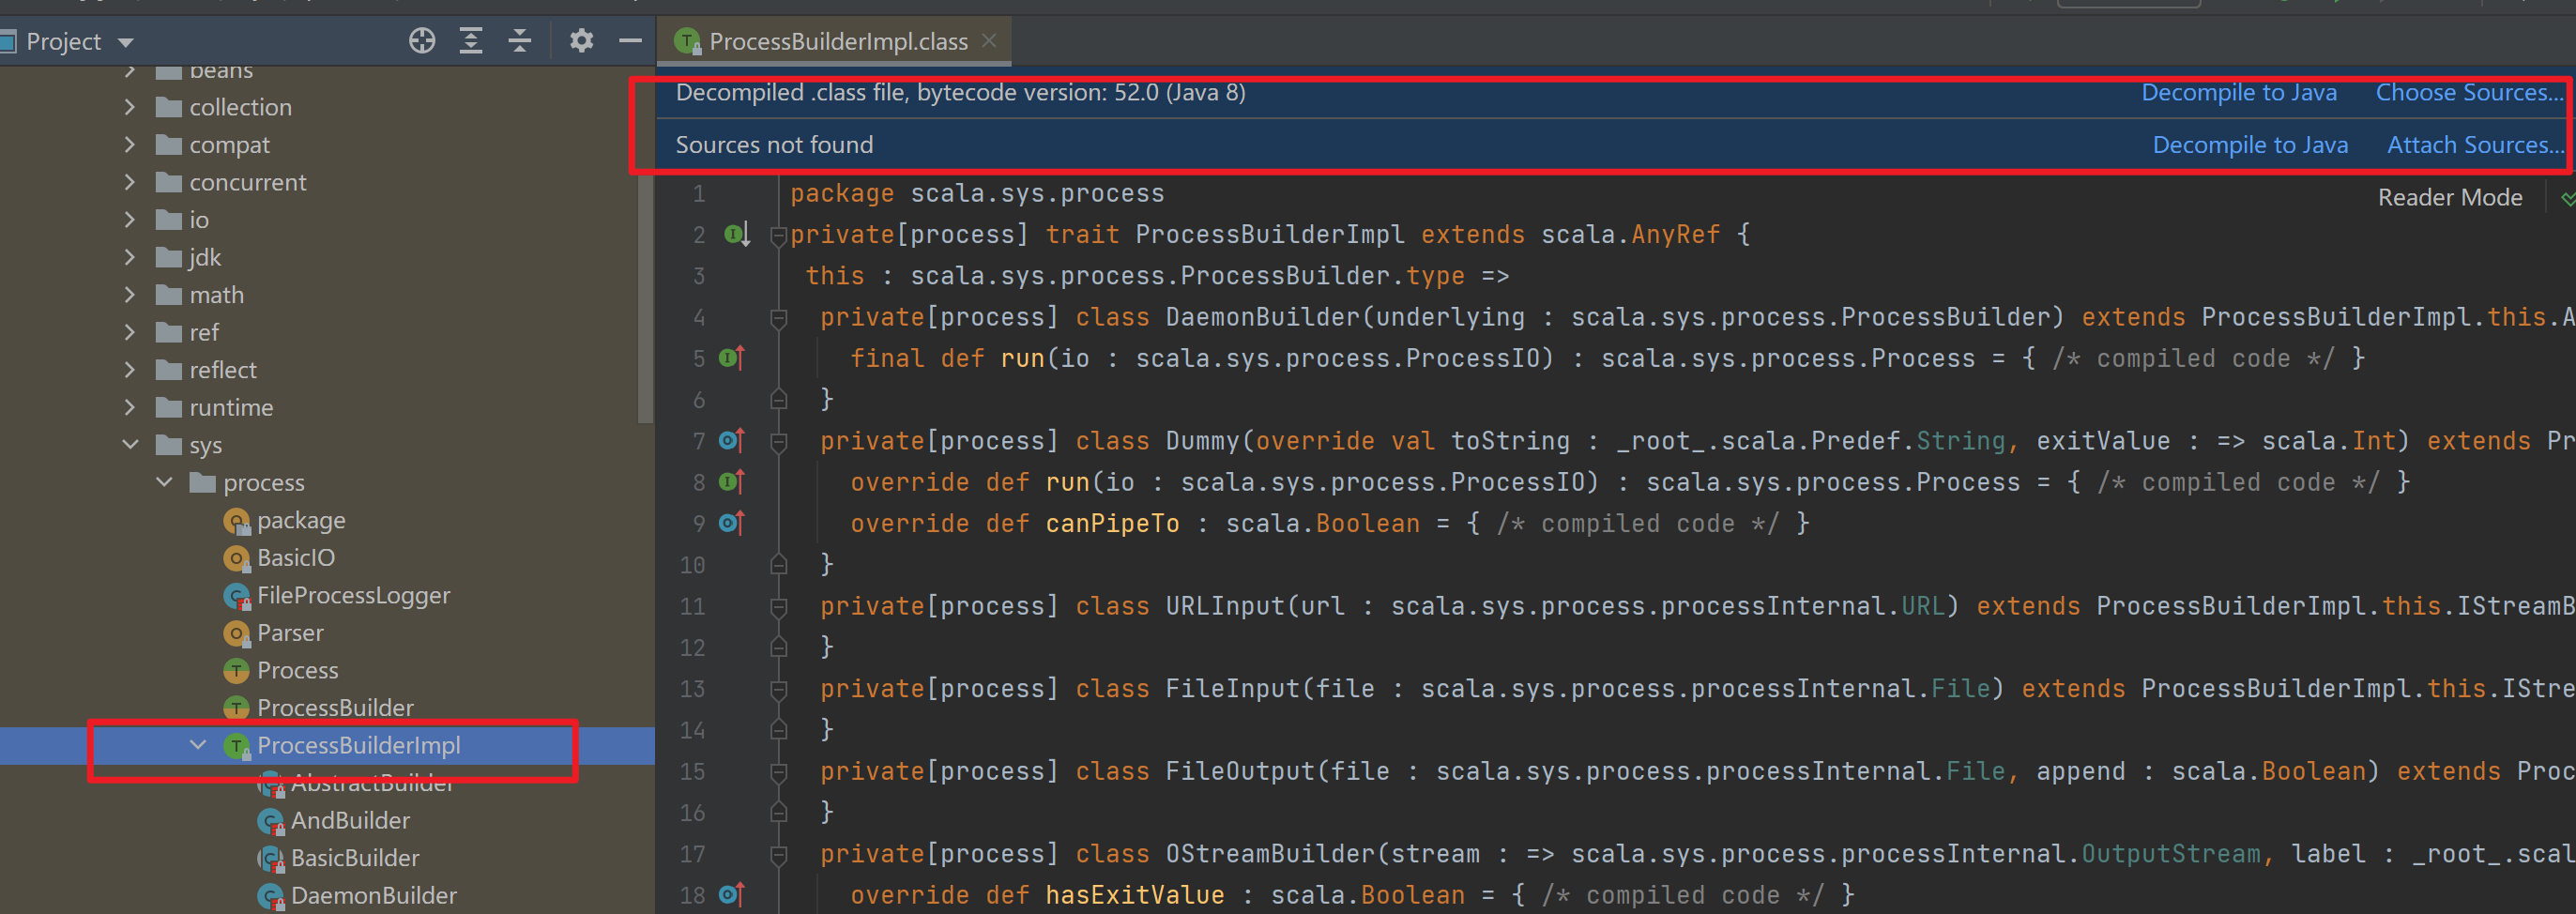 Project
beans
collection
compat
concurrent
io
jdk
math
ref
reflect
runtime
sys
process
package
BasicIO
FileProcessLogger
Parser
Process
ProcessBuilder
ProcessBuilderImpl
AbstractBuilder
AndBuilder
BasicBuilder
DaemonBuilder
ProcessBuilderImpl.class
Decompiled .class file, bytecode version: 52.0 (Java 8) Decompile to Java Choose Sources...
Sources not found Decompile to Java Attach Sources...
Reader Mode
1 package scala.sys.process
2 private[process] trait ProcessBuilderImpl extends scala.AnyRef {
3 this : scala.sys.process.ProcessBuilder.type =>
4 private[process] class DaemonBuilder(underlying : scala.sys.process.ProcessBuilder) extends ProcessBuilderImpl.this.A
5 final def run(io : scala.sys.process.ProcessIO) : scala.sys.process.Process = { /* compiled code */ }
6 }
7 private[process] class Dummy(override val toString : _root_.scala.Predef.String, exitValue : => scala.Int) extends Pr
8 override def run(io : scala.sys.process.ProcessIO) : scala.sys.process.Process = { /* compiled code */ }
9 override def canPipeTo : scala.Boolean = { /* compiled code */ }
10 }
11 private[process] class URLInput(url : scala.sys.process.processInternal.URL) extends ProcessBuilderImpl.this.IStreamB
12 }
13 private[process] class FileInput(file : scala.sys.process.processInternal.File) extends ProcessBuilderImpl.this.IStre
14 }
15 private[process] class FileOutput(file : scala.sys.process.processInternal.File, append : scala.Boolean) extends Proc
16 }
17 private[process] class OStreamBuilder(stream : => scala.sys.process.processInternal.OutputStream, label : _root_.scal
18 override def hasExitValue : scala.Boolean = { /* compiled code */ }